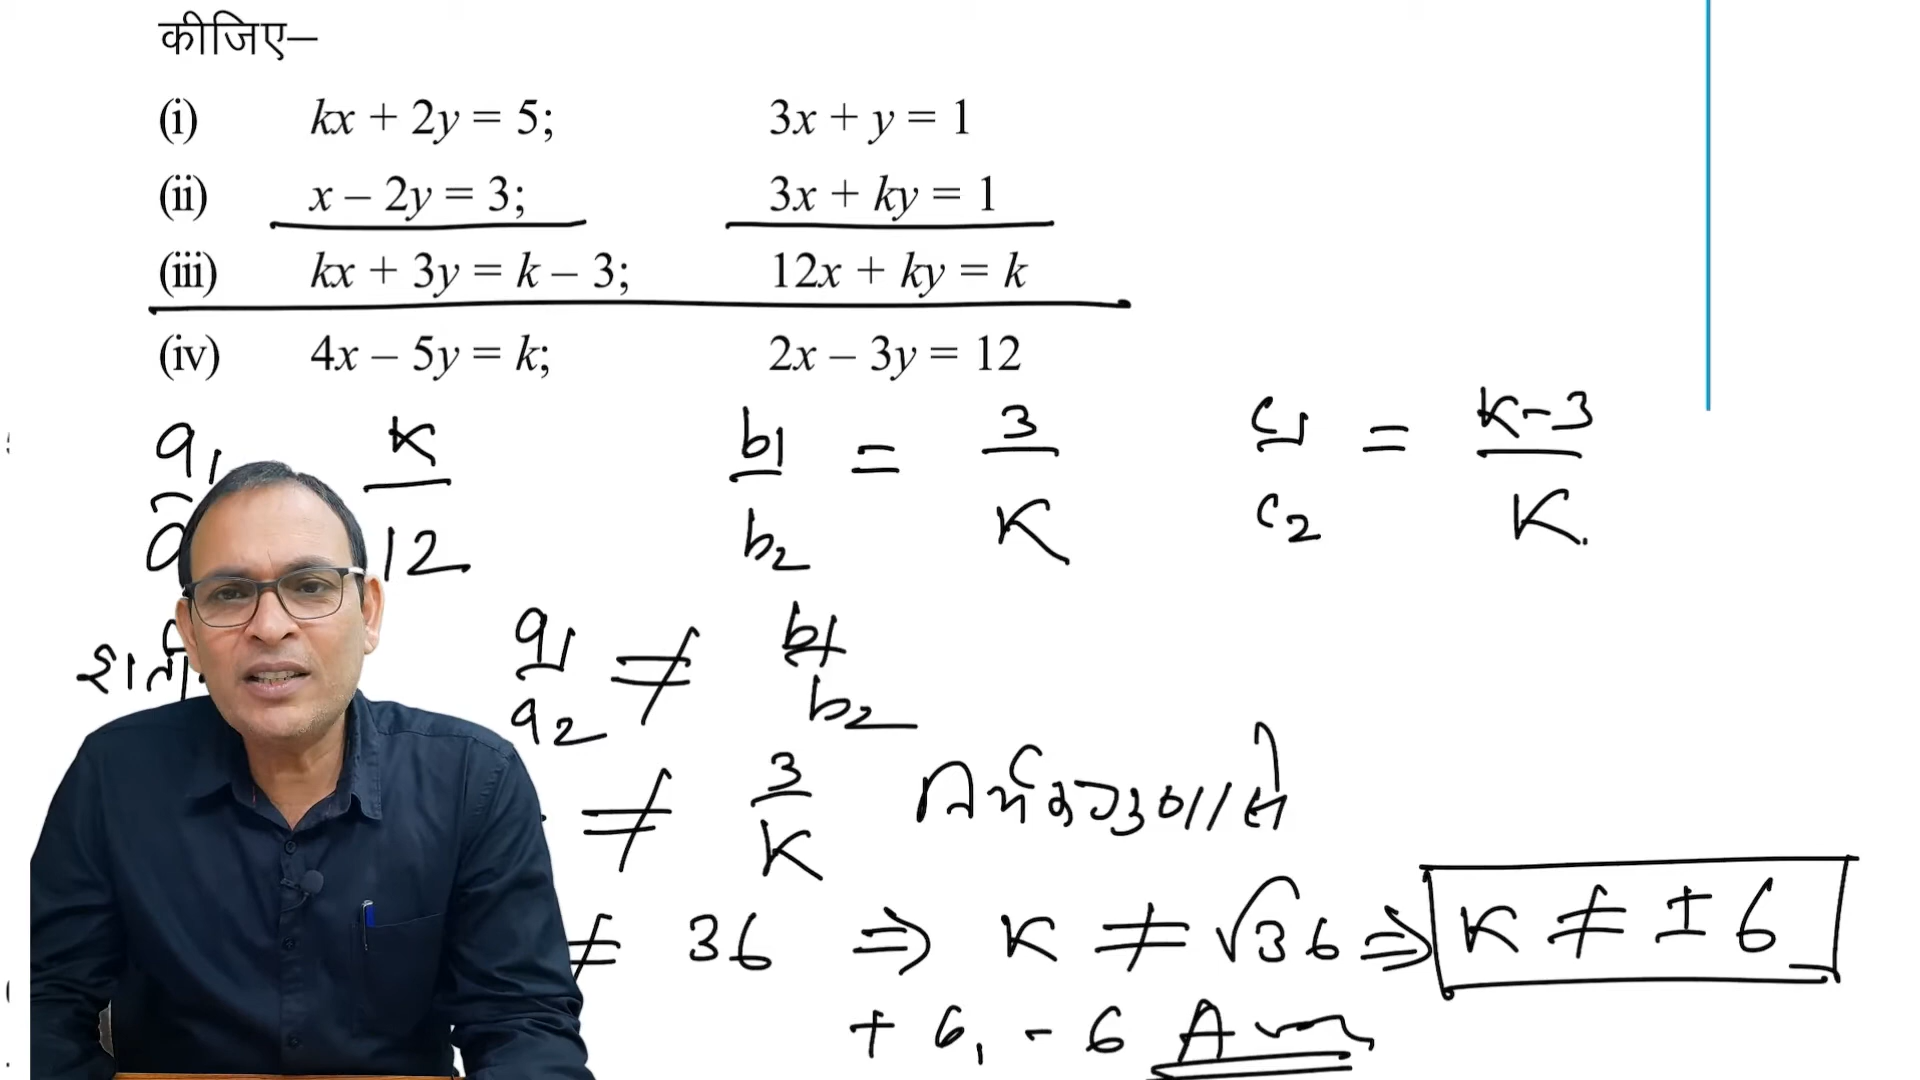 कीजिए–
(i) kx + 2y = 5; 3x + y = 1
(ii) x – 2y = 3; 3x + ky = 1
(iii) kx + 3y = k – 3; 12x + ky = k
(iv) 4x – 5y = k; 2x – 3y = 12
a₁ K/12 b₁/b₂ = 3/K c₁/c₂ = K-3/K
a₁/a₂ ≠ b₁/b₂
≠ 3/K
≠ 36 ⇒ K ≠ √36 ⇒ K ≠ ± 6
+ 6, - 6 Ans